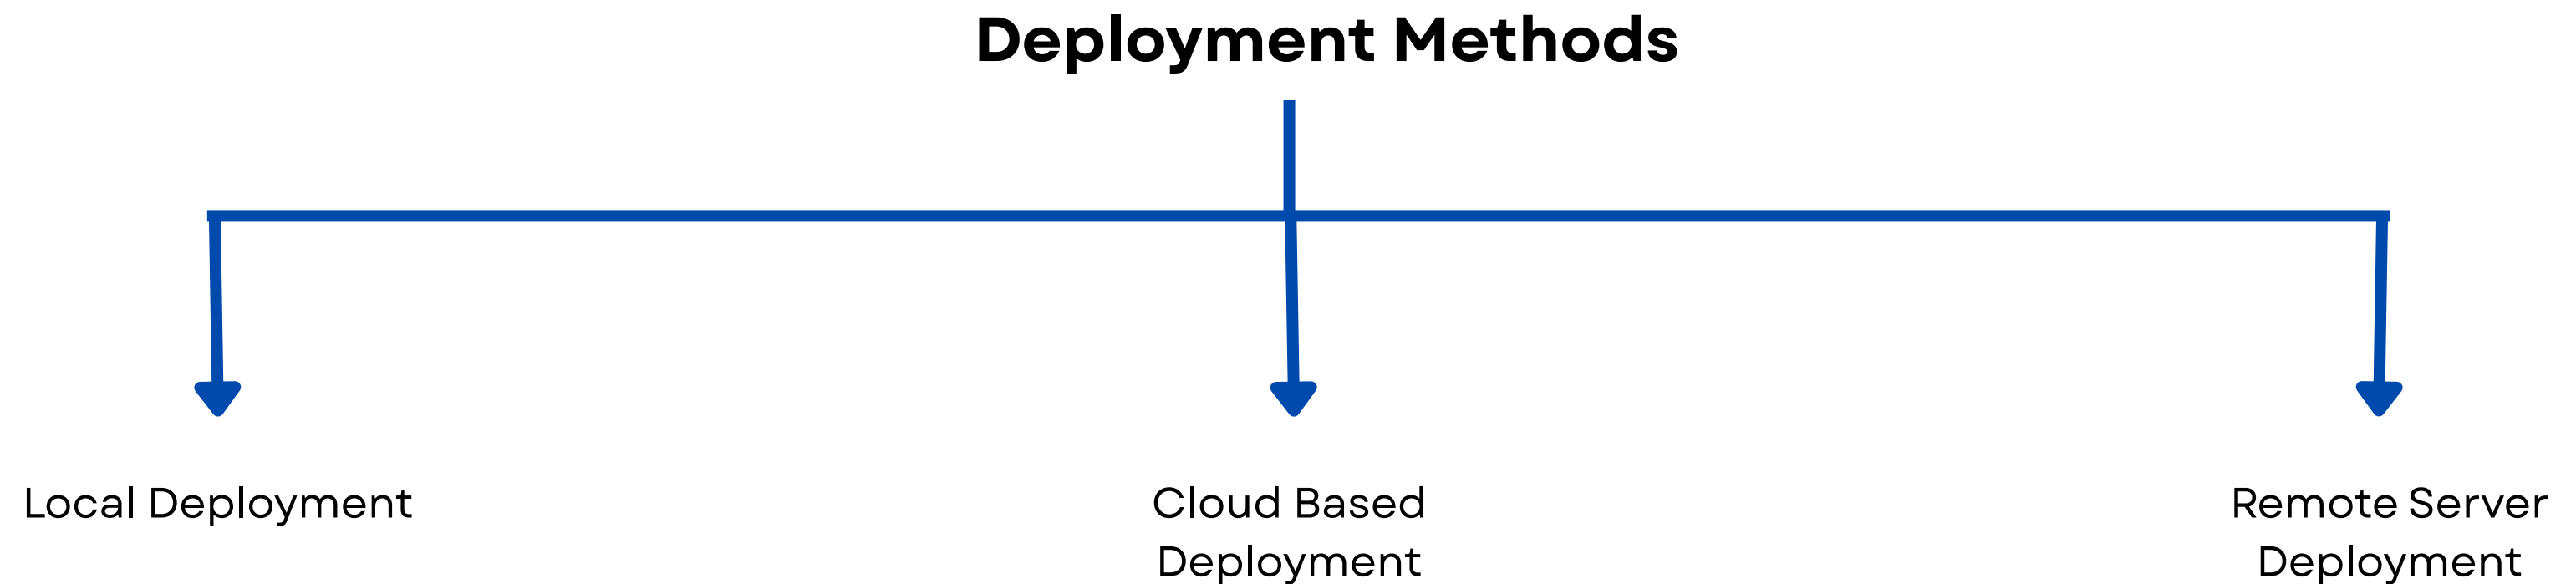 Deployment Methods
Local Deployment
Cloud Based
Deployment
Remote Server
Deployment